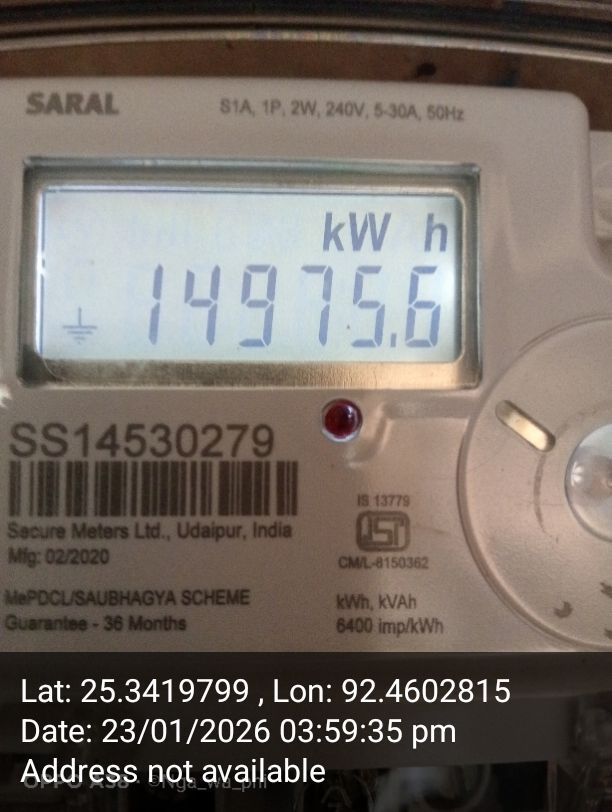 SARAL
S1A, 1P, 2W, 240V, 5-30A, 50Hz
kW h
14975.6
SS14530279
Secure Meters Ltd., Udaipur, India
Mfg: 02/2020
IS 13779
ISI
CM/L-8150362
MePDCL/SAUBHAGYA SCHEME
Guarantee - 36 Months
kWh, kVAh
6400 imp/kWh
Lat: 25.3419799 , Lon: 92.4602815
Date: 23/01/2026 03:59:35 pm
Address not available